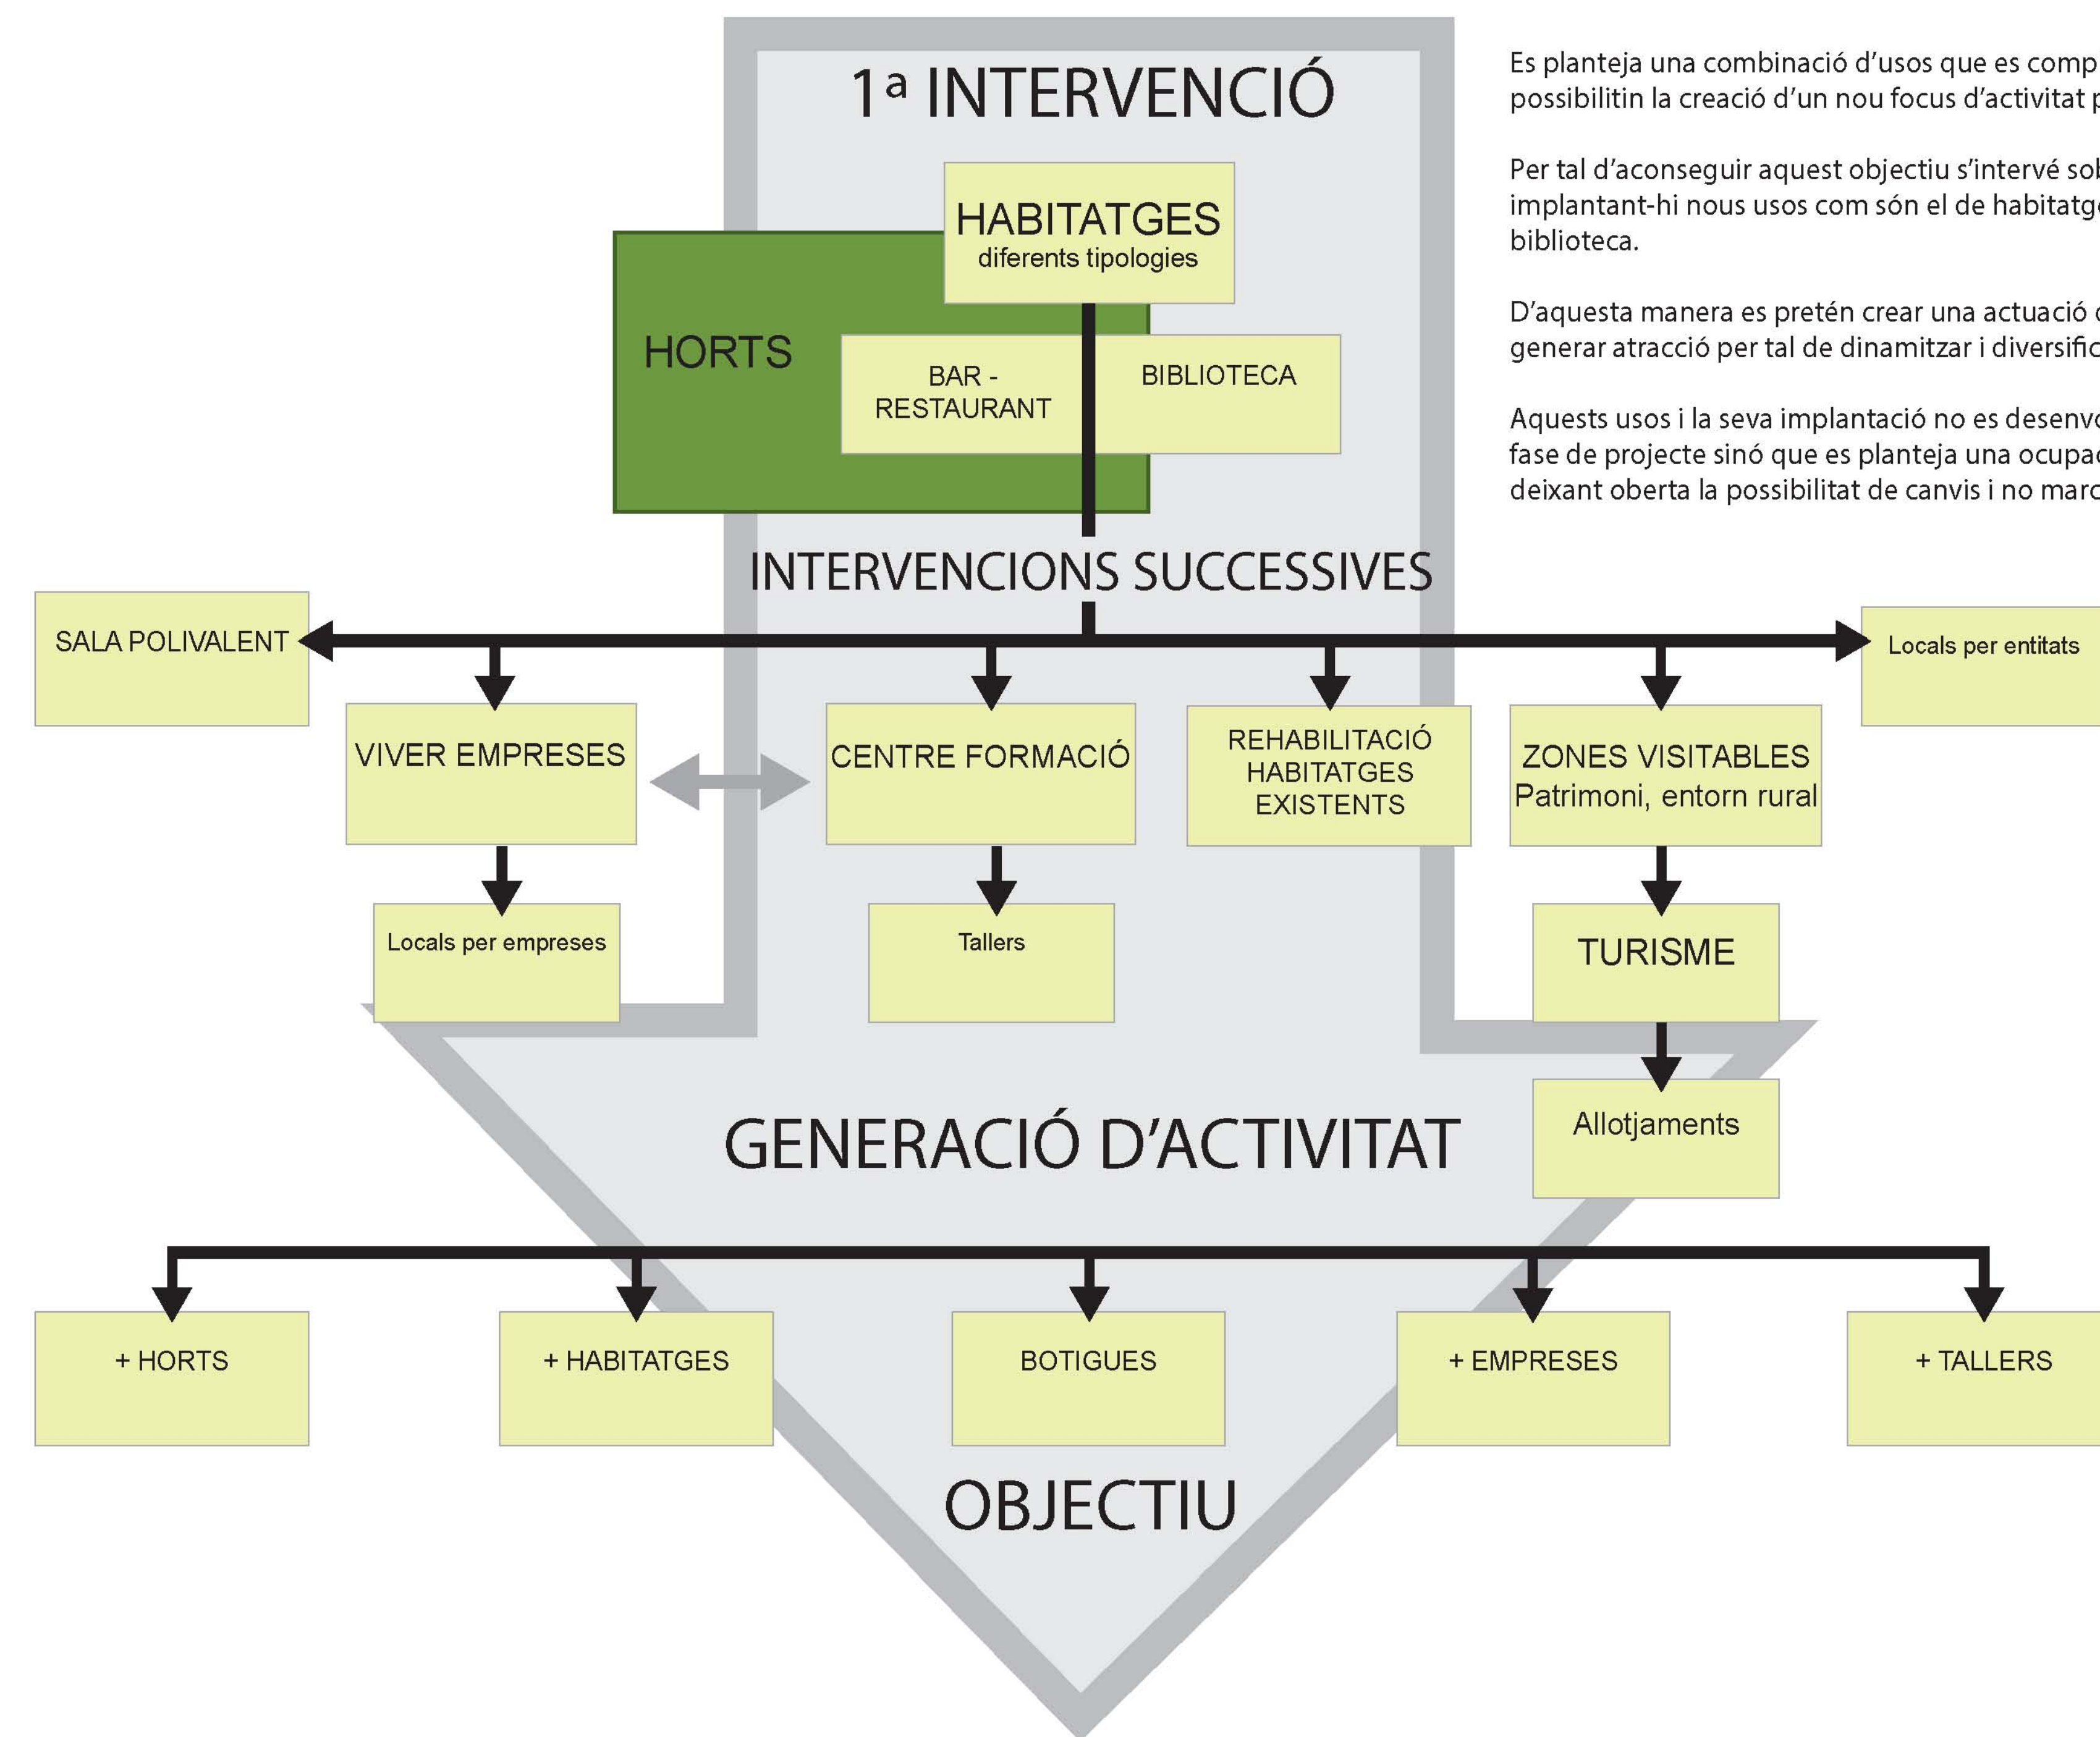 1ª INTERVENCIÓ
HABITATGES
diferents tipologies
HORTS
BAR -
RESTAURANT
BIBLIOTECA
Es planteja una combinació d'usos que es comp
possibilitin la creació d'un nou focus d'activitat p
Per tal d'aconseguir aquest objectiu s'intervé sob
implantant-hi nous usos com són el de habitatge
biblioteca.
D'aquesta manera es pretén crear una actuació
generar atracció per tal de dinamitzar i diversific
Aquests usos i la seva implantació no es desenvo
fase de projecte sinó que es planteja una ocupac
deixant oberta la possibilitat de canvis i no marc
INTERVENCIONS SUCCESSIVES
SALA POLIVALENT
Locals per entitats
VIVER EMPRESES
CENTRE FORMACIÓ
REHABILITACIÓ
HABITATGES
EXISTENTS
ZONES VISITABLES
Patrimoni, entorn rural
Locals per empreses
Tallers
TURISME
Allotjaments
GENERACIÓ D'ACTIVITAT
+ HORTS
+ HABITATGES
BOTIGUES
+ EMPRESES
+ TALLERS
OBJECTIU